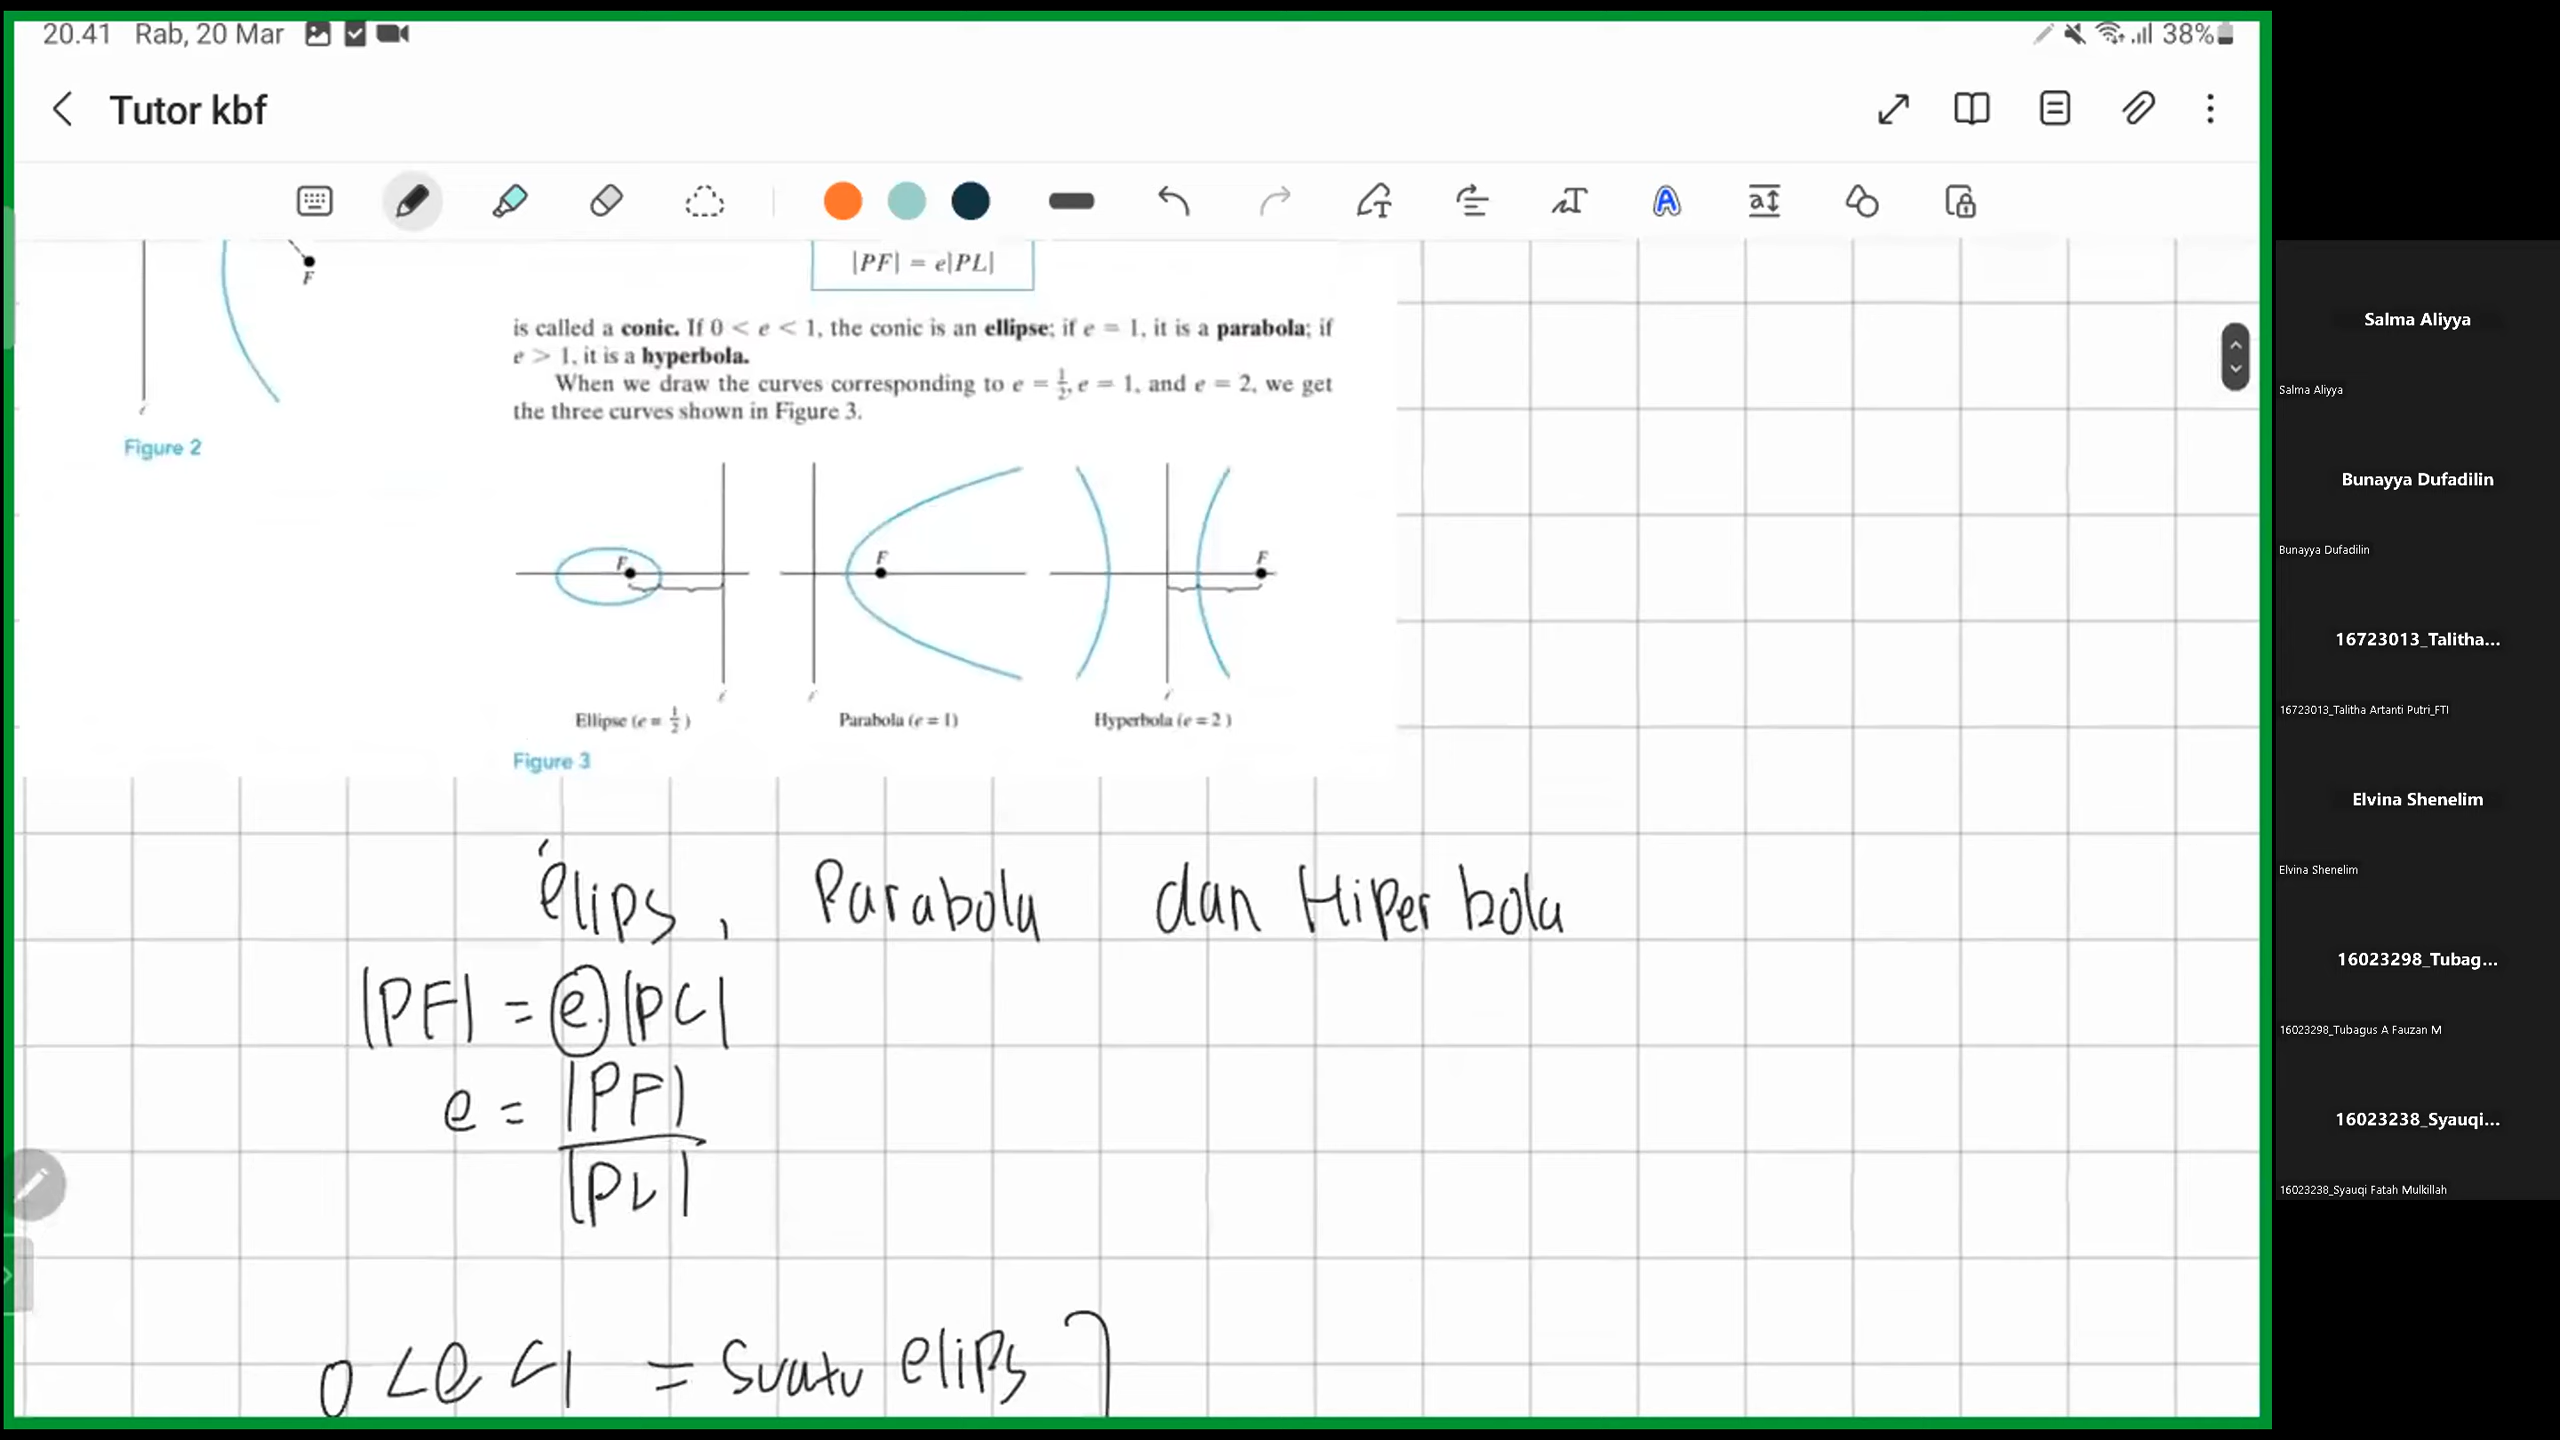 20.41 Rab, 20 Mar
38%
Tutor kbf
F
Figure 2
|PF| = e|PL|
is called a conic. If 0 < e < 1, the conic is an ellipse; if e = 1, it is a parabola; if
e > 1, it is a hyperbola.
When we draw the curves corresponding to e = 1/2, e = 1, and e = 2, we get
the three curves shown in Figure 3.
F
F
F
Ellipse (e = 1/2)
Parabola (e = 1)
Hyperbola (e = 2)
Figure 3
elips, Parabola dan Hiperbola
|PF| = e |PL|
e = |PF|
|PL|
0 < e < 1 = Suatu elips
Salma Aliyya
Salma Aliyya
Bunayya Dufadilin
Bunayya Dufadilin
16723013_Talitha...
16723013_Talitha Artanti Putri_FTI
Elvina Shenelim
Elvina Shenelim
16023298_Tubag...
16023298_Tubagus A Fauzan M
16023238_Syauqi...
16023238_Syauqi Fatah Mulkillah